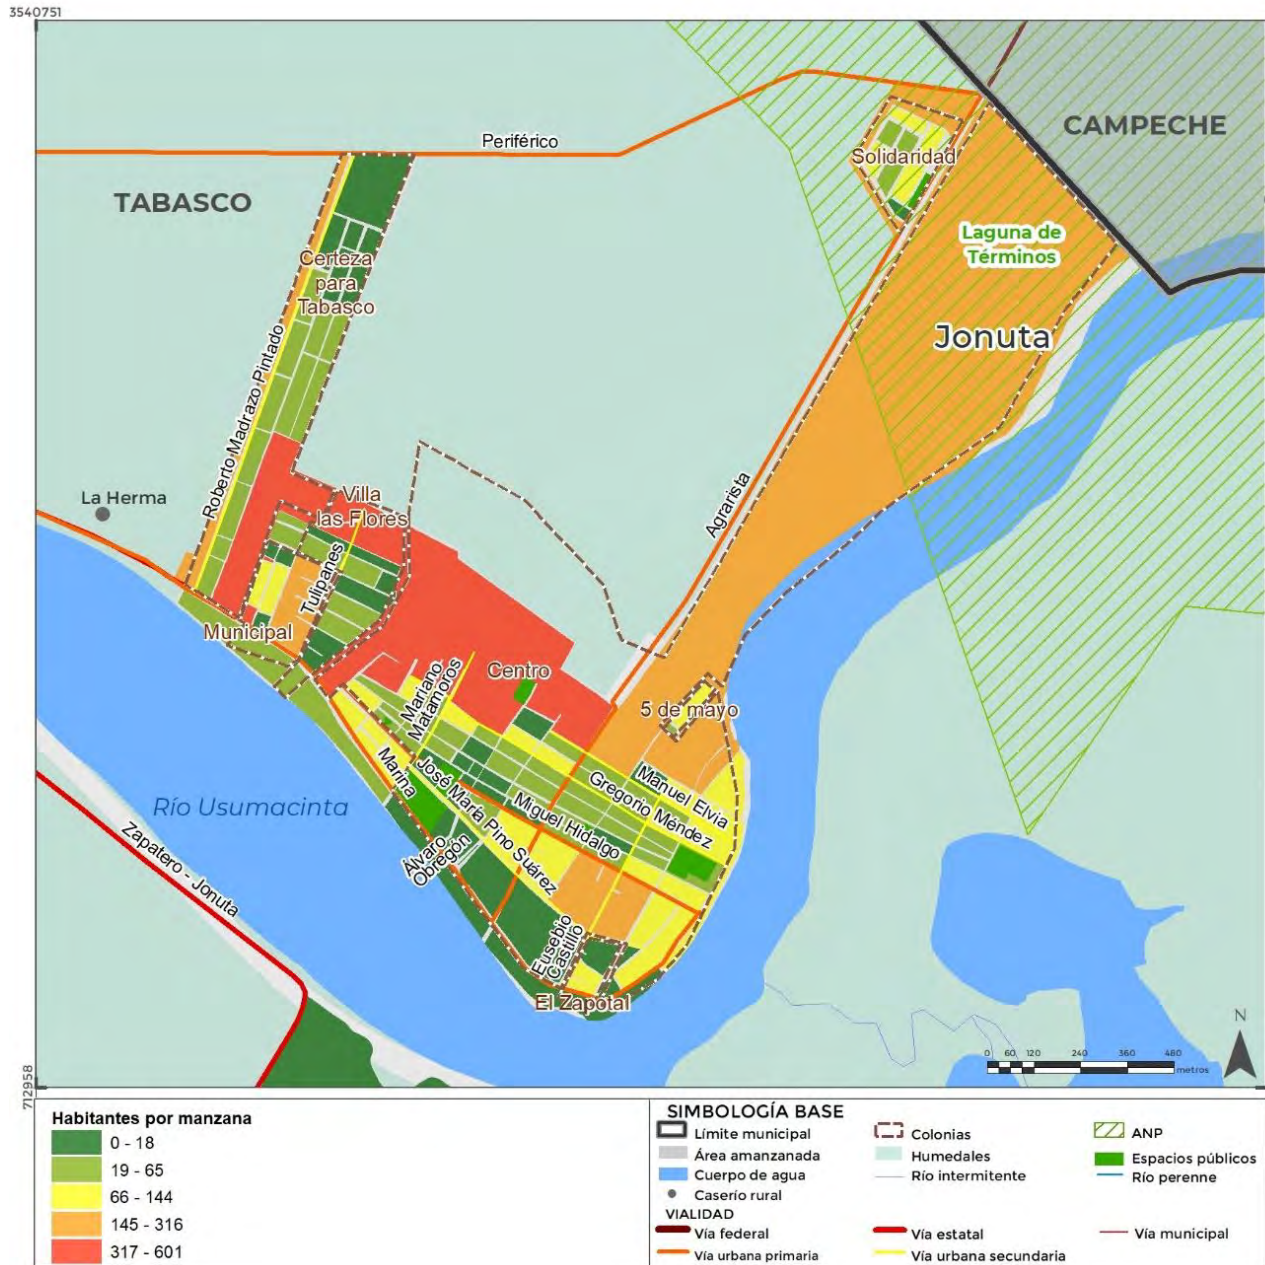 3540751
CAMPECHE
Periférico
Solidaridad
TABASCO
Laguna de
Términos
Certeza
para
Tabasco
Jonuta
Roberto Madrazo Pintado
La Herma
Villa
las Flores
Agrarista
Tulipanes
Municipal
Centro
Mariano
Matamoros
5 de mayo
Marina
José María Pino Suárez
Manuel Elvia
Gregorio Méndez
Miguel Hidalgo
Río Usumacinta
Álvaro
Obregón
Zapatero - Jonuta
Eusebio
Castillo
El Zapotal
N
0 60 120 240 360 480
metros
712958
Habitantes por manzana
0 - 18
19 - 65
66 - 144
145 - 316
317 - 601
SIMBOLOGÍA BASE
Límite municipal
Área amanzanada
Cuerpo de agua
Caserío rural
Colonias
Humedales
Río intermitente
ANP
Espacios públicos
Río perenne
VIALIDAD
Vía federal
Vía urbana primaria
Vía estatal
Vía urbana secundaria
Vía municipal